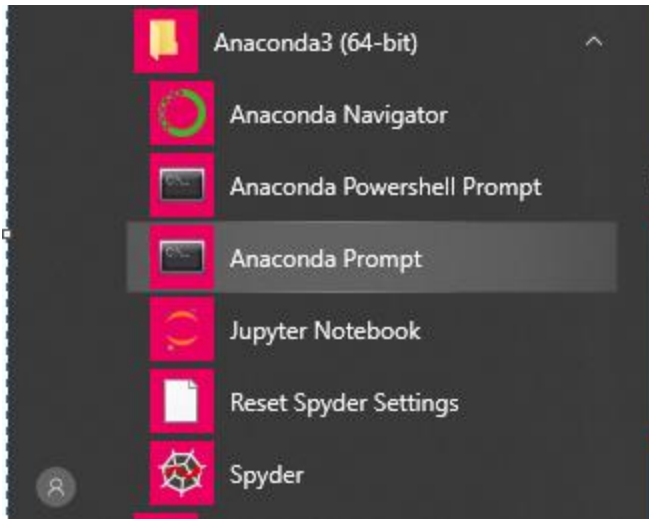 Anaconda3 (64-bit)
Anaconda Navigator
Anaconda Powershell Prompt
Anaconda Prompt
Jupyter Notebook
Reset Spyder Settings
Spyder